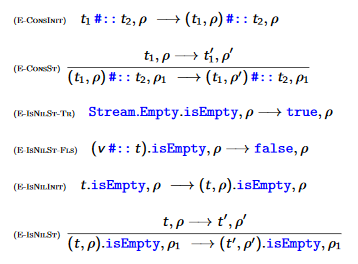 (E-ConsInit) t₁ #:: t₂, ρ ⟶ (t₁, ρ) #:: t₂, ρ
t₁, ρ ⟶ t₁′, ρ′
(E-ConsSt) (t₁, ρ) #:: t₂, ρ₁ ⟶ (t₁, ρ′) #:: t₂, ρ₁
(E-IsNilSt-Tr) Stream.Empty.isEmpty, ρ ⟶ true, ρ
(E-IsNilSt-Fls) (v #:: t).isEmpty, ρ ⟶ false, ρ
(E-IsNilInit) t.isEmpty, ρ ⟶ (t, ρ).isEmpty, ρ
t, ρ ⟶ t′, ρ′
(E-IsNilSt) (t, ρ).isEmpty, ρ₁ ⟶ (t′, ρ′).isEmpty, ρ₁